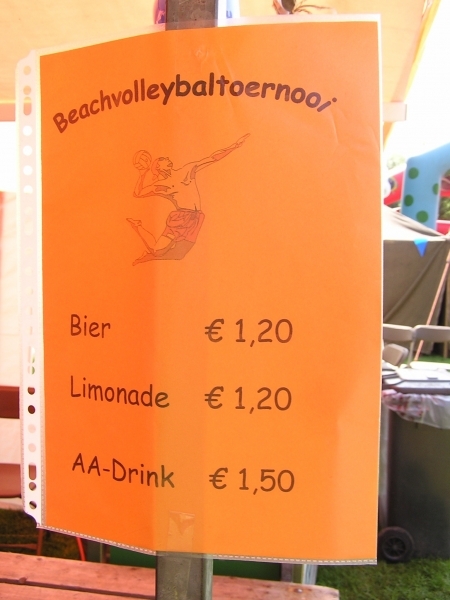 Beachvolleybaltoernooi
Bier € 1,20
Limonade € 1,20
AA-Drink € 1,50